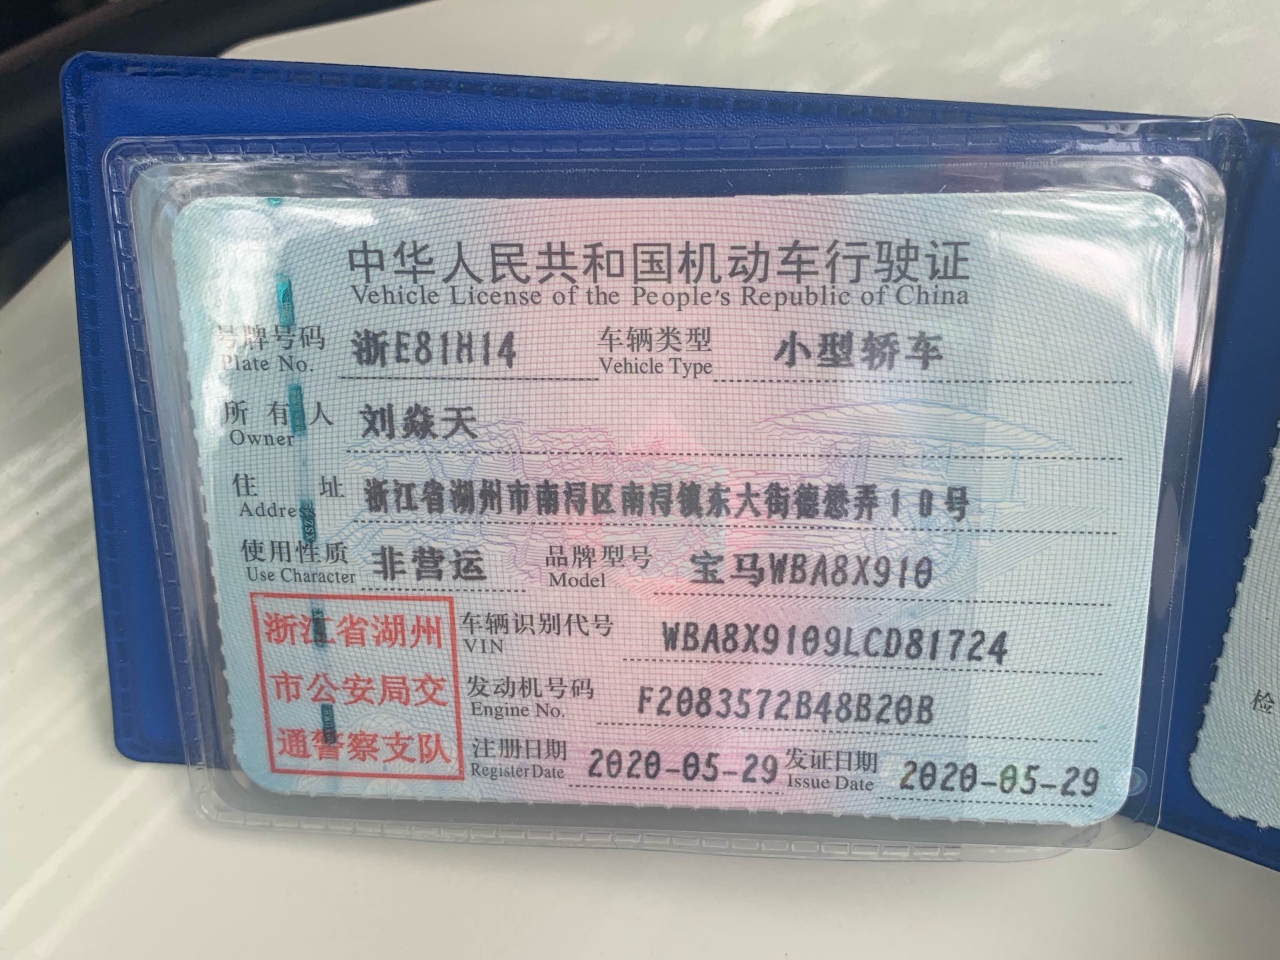 中华人民共和国机动车行驶证
Vehicle License of the People's Republic of China
号牌号码 浙E81H14 车辆类型 小型轿车
Plate No. Vehicle Type
所有人 刘焱天
Owner
住址 浙江省湖州市南浔区南浔镇东大街德懋弄10号
Address
使用性质 非营运 品牌型号 宝马WBA8X910
Use Character Model
浙江省湖州
市公安局交
通警察支队
车辆识别代号 WBA8X9109LCD81724
VIN
发动机号码 F2083572B48B20B
Engine No.
注册日期 2020-05-29 发证日期 2020-05-29
Register Date Issue Date
检